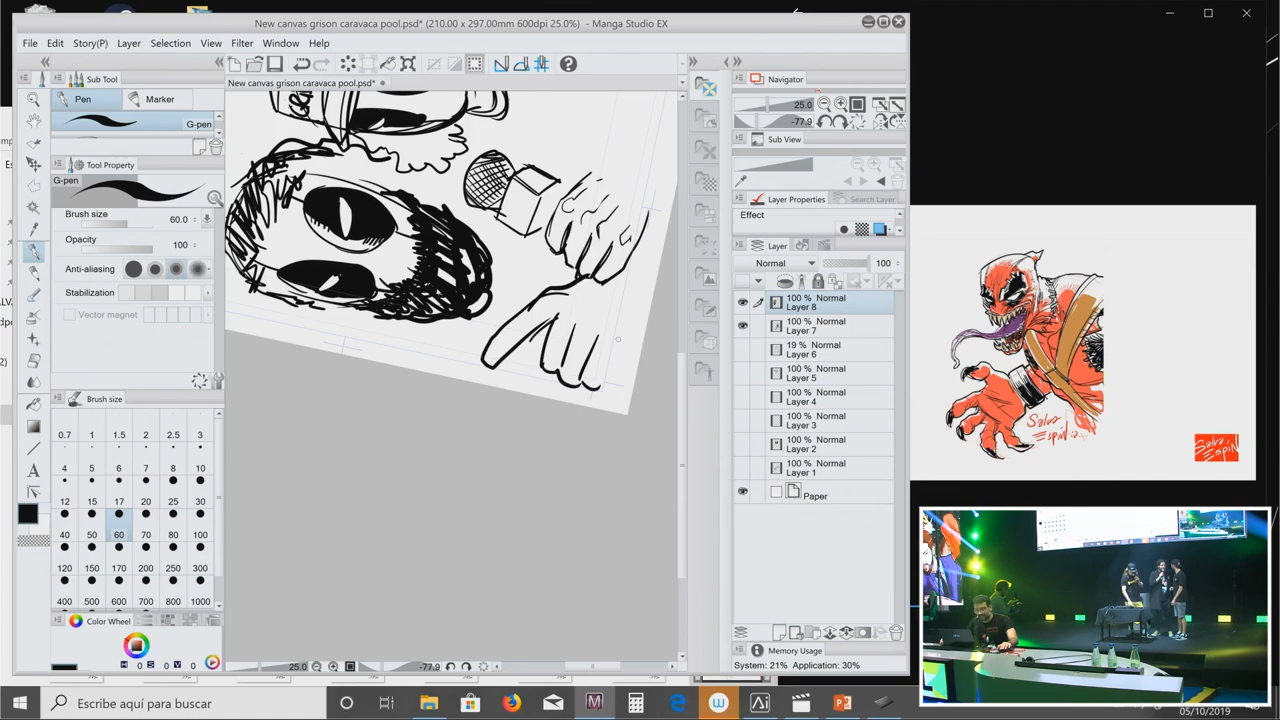 New canvas grison caravaca pool.psd* (210.00 x 297.00mm 600dpi 25.0%) - Manga Studio EX
File Edit Story(P) Layer Selection View Filter Window Help
Sub Tool
New canvas grison caravaca pool.psd*
Pen
Marker
G-pen
Tool Property
G-pen
Brush size
60.0
Opacity
100
Anti-aliasing
Stabilization
Vector magnet
Brush size
0.7 1 1.5 2 2.5 3
4 5 6 7 8 10
12 15 17 20 25 30
40 50 60 70 80 100
120 150 170 200 250 300
400 500 600 700 800 1000
Color Wheel
H 0 S 0 V 0
25.0
-77.9
Navigator
25.0
-77.9
Sub View
Layer Properties
Search Layer
Effect
Layer
Normal
100
100 % Normal
Layer 8
100 % Normal
Layer 7
19 % Normal
Layer 6
100 % Normal
Layer 5
100 % Normal
Layer 4
100 % Normal
Layer 3
100 % Normal
Layer 2
100 % Normal
Layer 1
Paper
Memory Usage
System: 21% Application: 30%
Salva
Espin
Salva
Espin
Escribe aquí para buscar
05/10/2019